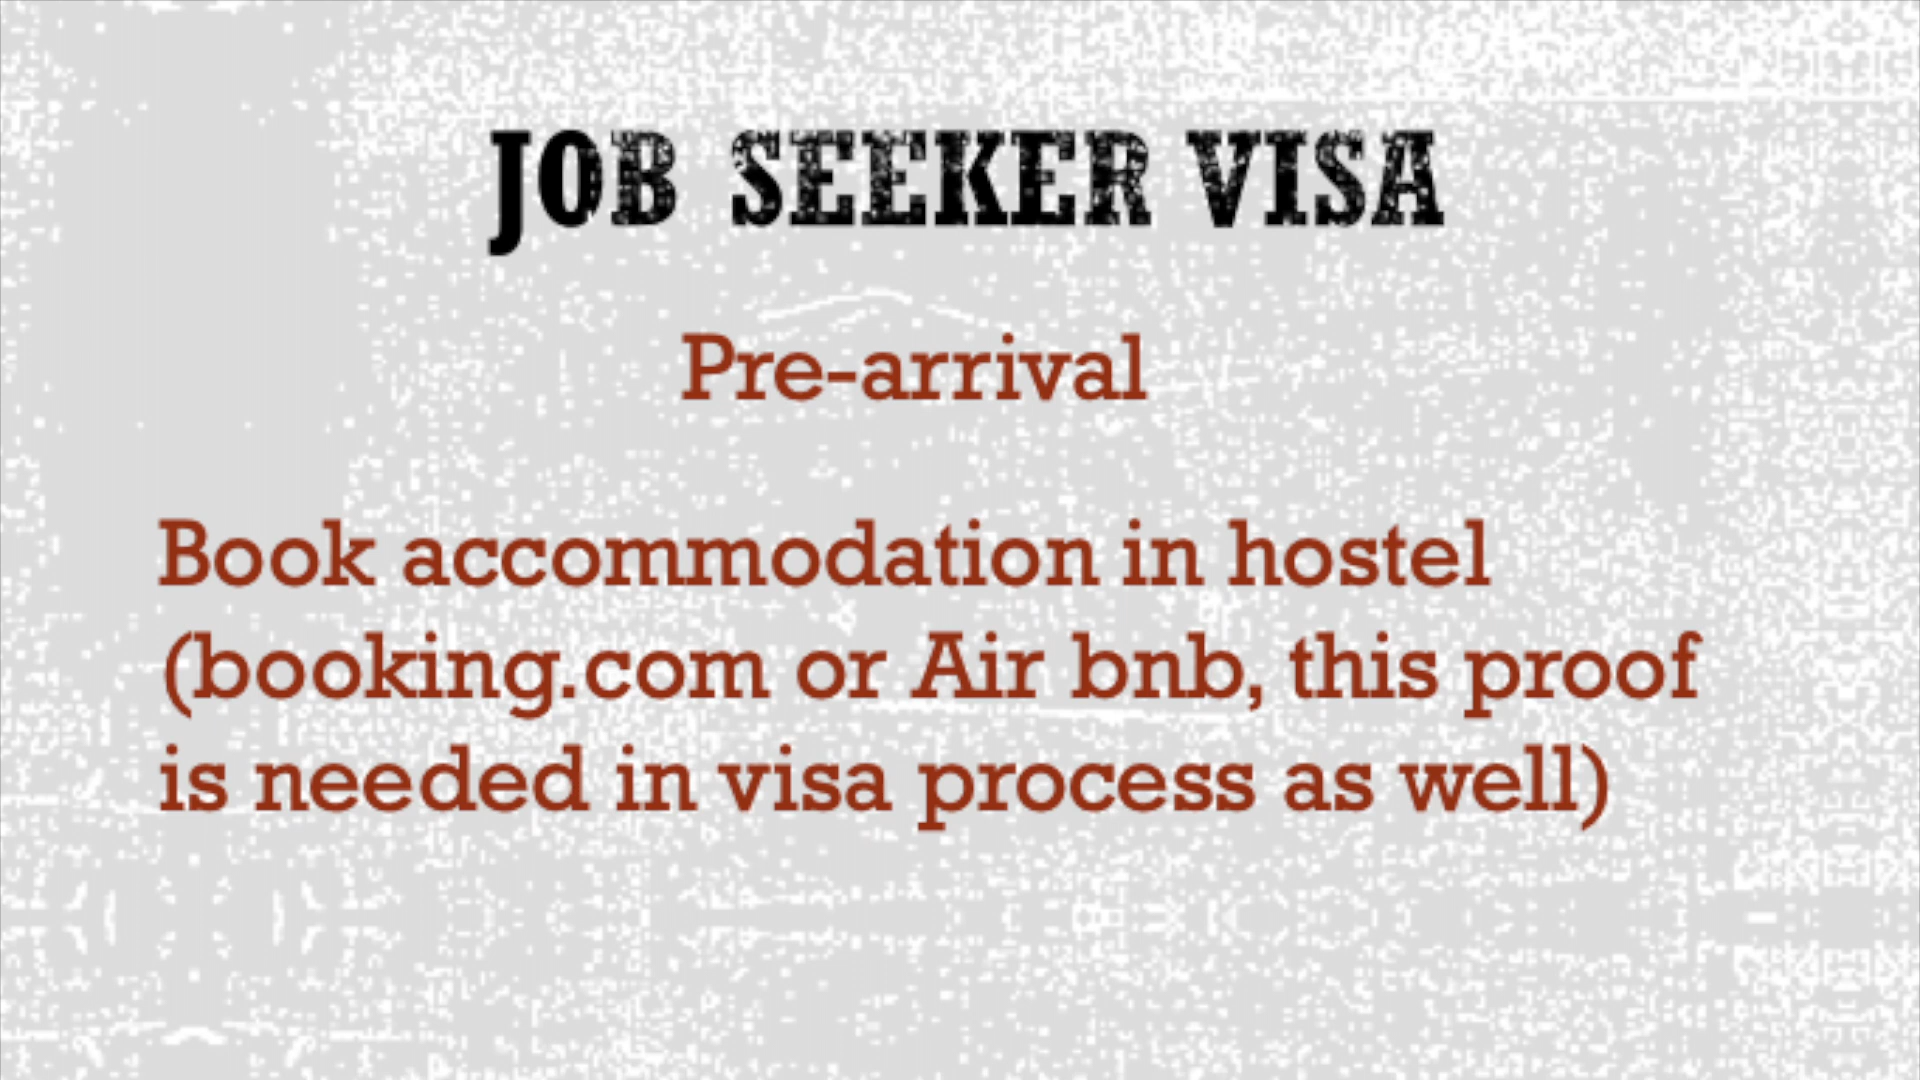 JOB SEEKER VISA
Pre-arrival
Book accommodation in hostel
(booking.com or Air bnb, this proof
is needed in visa process as well)